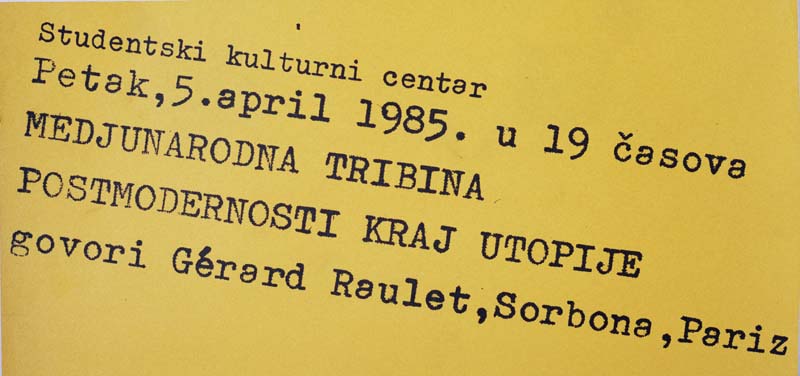 Studentski kulturni centar
Petak,5.april 1985. u 19 časova
MEDJUNARODNA TRIBINA
POSTMODERNOSTI KRAJ UTOPIJE
govori Gérard Raulet,Sorbona,Pariz